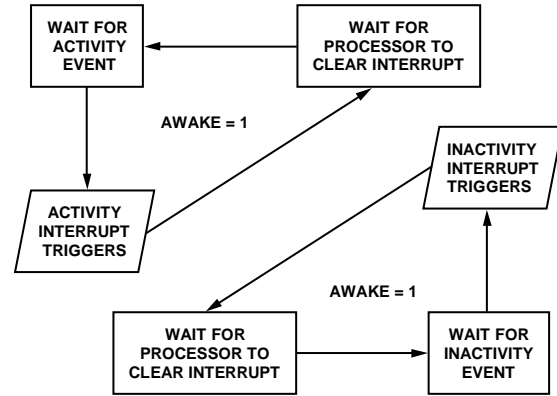 WAIT FOR
ACTIVITY
EVENT
WAIT FOR
PROCESSOR TO
CLEAR INTERRUPT
AWAKE = 1
ACTIVITY
INTERRUPT
TRIGGERS
INACTIVITY
INTERRUPT
TRIGGERS
AWAKE = 1
WAIT FOR
PROCESSOR TO
CLEAR INTERRUPT
WAIT FOR
INACTIVITY
EVENT